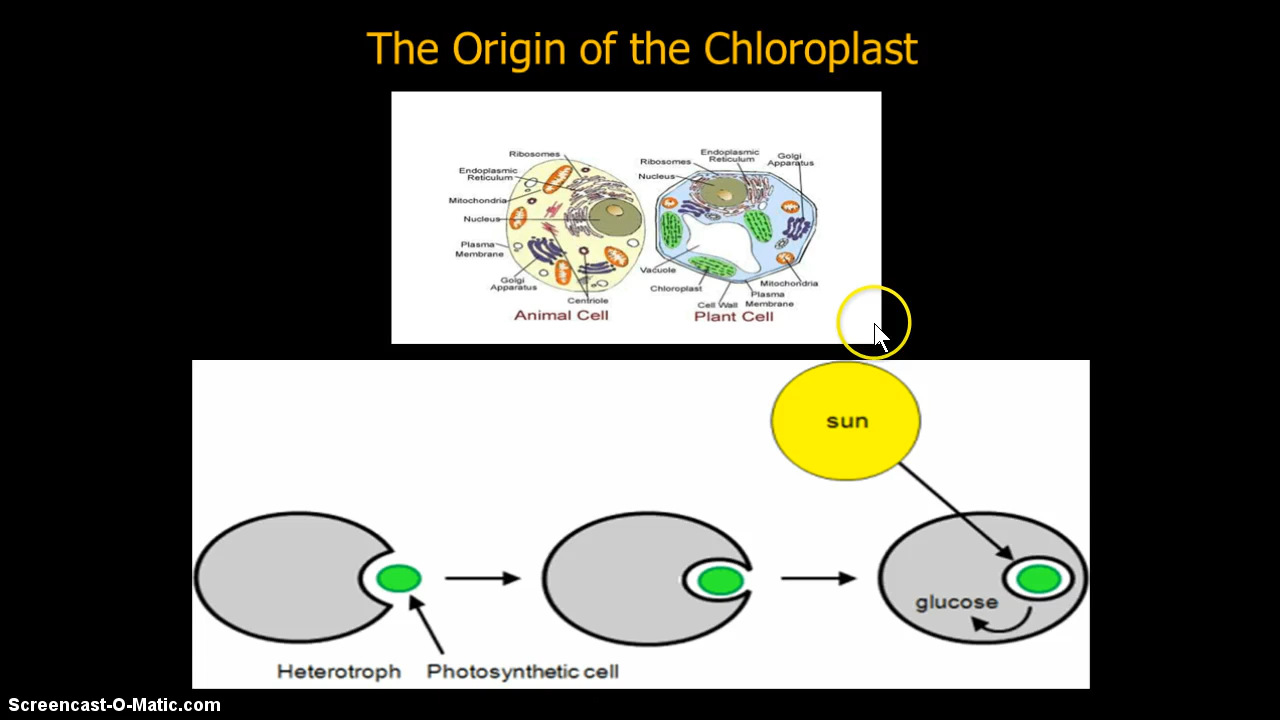 The Origin of the Chloroplast
Ribosomes
Endoplasmic
Reticulum
Mitochondria
Nucleus
Plasma
Membrane
Golgi
Apparatus
Centriole
Animal Cell
Endoplasmic
Reticulum
Golgi
Apparatus
Ribosomes
Nucleus
Vacuole
Chloroplast
Cell Wall
Plasma
Membrane
Mitochondria
Plant Cell
sun
glucose
Heterotroph
Photosynthetic cell
Screencast-O-Matic.com